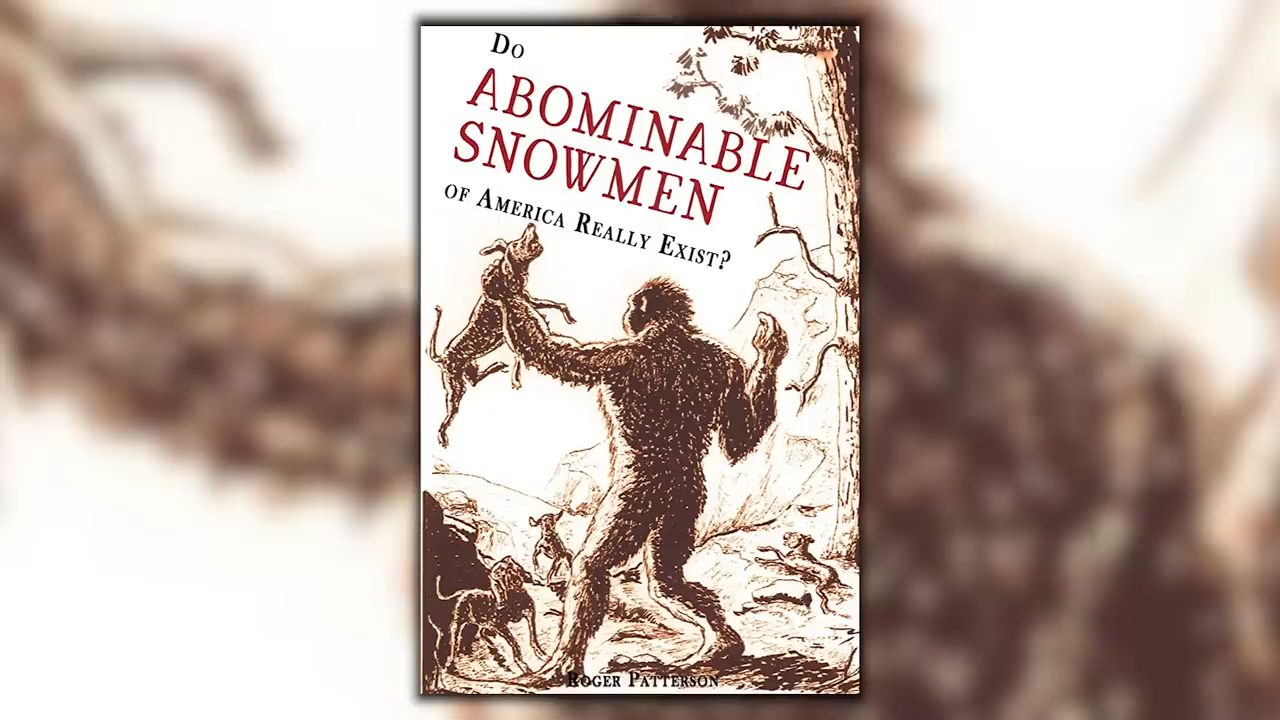 Do
ABOMINABLE
SNOWMEN
OF AMERICA REALLY EXIST?
ROGER PATTERSON